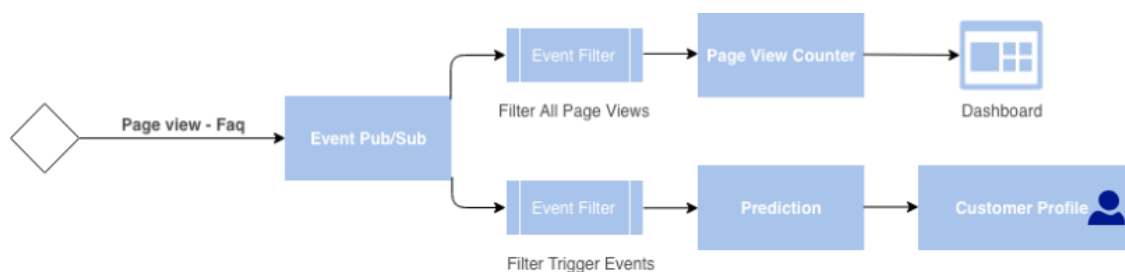 Event Filter
Page View Counter
Filter All Page Views
Dashboard
Page view - Faq
Event Pub/Sub
Event Filter
Prediction
Customer Profile
Filter Trigger Events